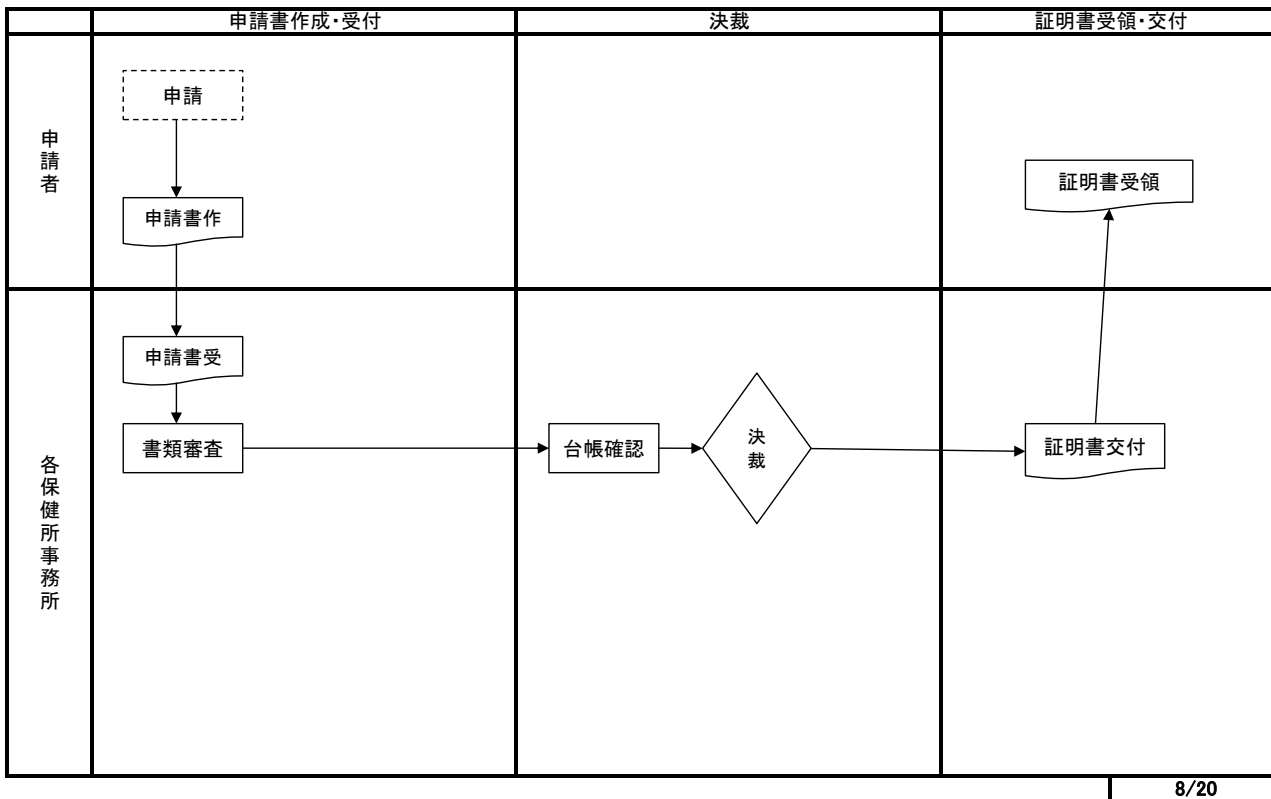 申請書作成・受付
決裁
証明書受領・交付
申請者
申請
申請書作
証明書受領
各保健所事務所
申請書受
書類審査
台帳確認
決
裁
証明書交付
8/20